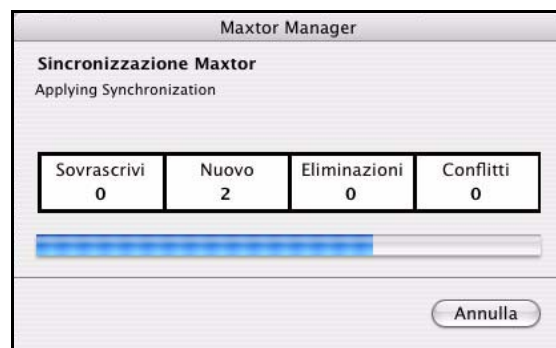 Maxtor Manager
Sincronizzazione Maxtor
Applying Synchronization
Sovrascrivi Nuovo Eliminazioni Conflitti
0 2 0 0
Annulla